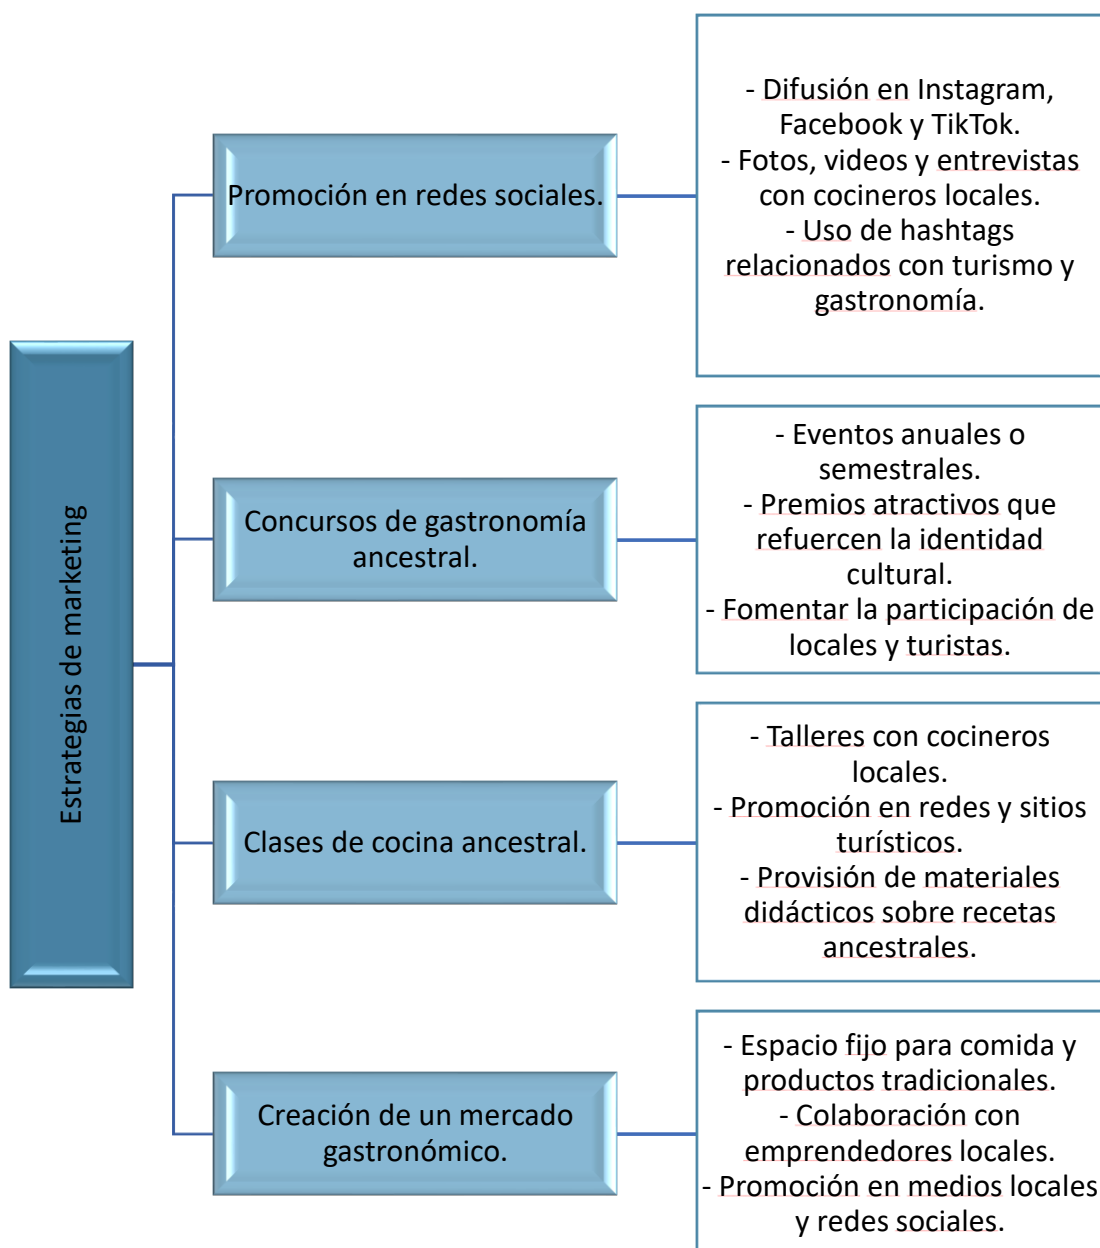 Estrategias de marketing
Promoción en redes sociales.
- Difusión en Instagram,
Facebook y TikTok.
- Fotos, videos y entrevistas
con cocineros locales.
- Uso de hashtags
relacionados con turismo y
gastronomía.
Concursos de gastronomía
ancestral.
- Eventos anuales o
semestrales.
- Premios atractivos que
refuercen la identidad
cultural.
- Fomentar la participación de
locales y turistas.
Clases de cocina ancestral.
- Talleres con cocineros
locales.
- Promoción en redes y sitios
turísticos.
- Provisión de materiales
didácticos sobre recetas
ancestrales.
Creación de un mercado
gastronómico.
- Espacio fijo para comida y
productos tradicionales.
- Colaboración con
emprendedores locales.
- Promoción en medios locales
y redes sociales.